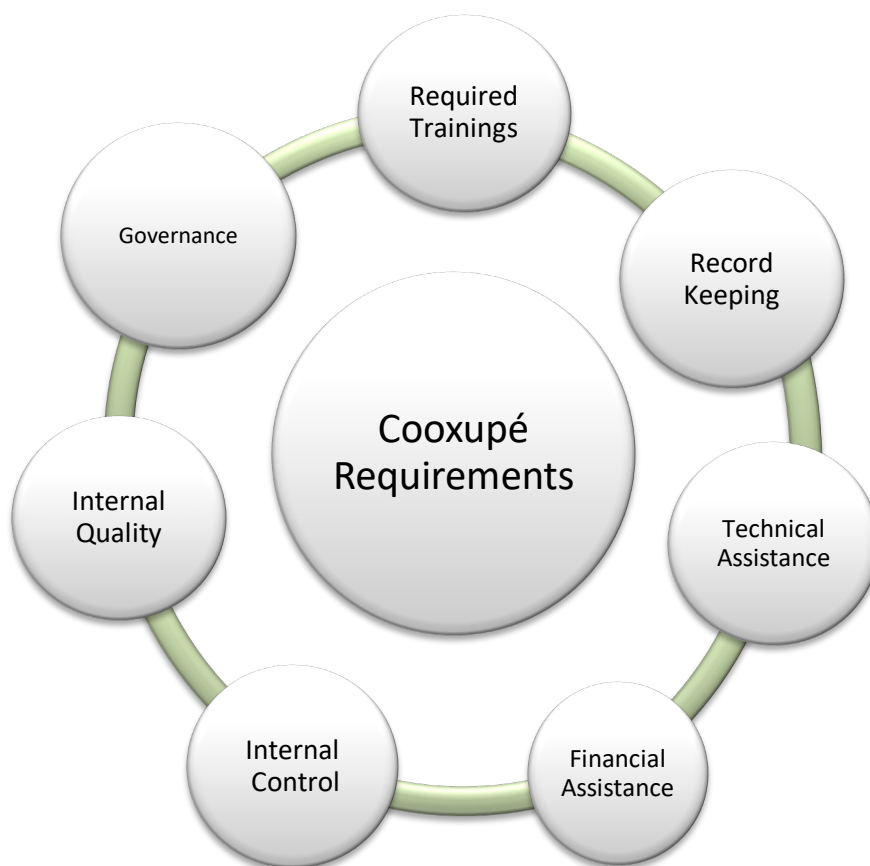 Required
Trainings
Record
Keeping
Technical
Assistance
Financial
Assistance
Internal
Control
Internal
Quality
Governance
Cooxupé
Requirements